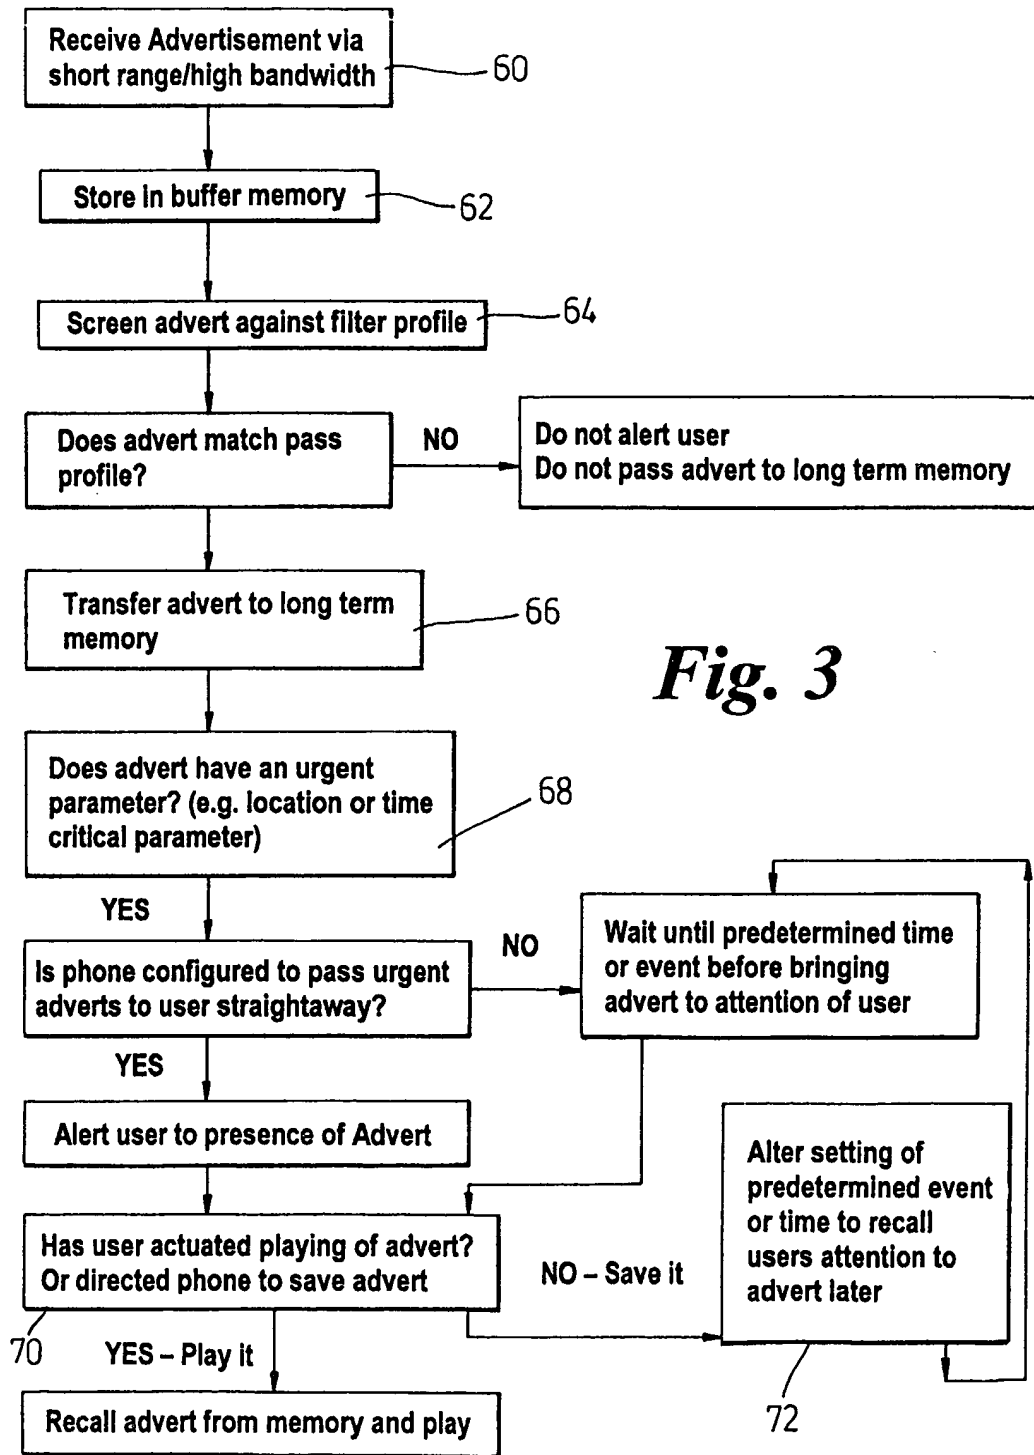 Receive Advertisement via
short range/high bandwidth
60
Store in buffer memory
62
Screen advert against filter profile
64
Does advert match pass
profile?
NO
Do not alert user
Do not pass advert to long term memory
Transfer advert to long term
memory
66
Fig. 3
Does advert have an urgent
parameter? (e.g. location or time
critical parameter)
68
YES
Is phone configured to pass urgent
adverts to user straightaway?
NO
Wait until predetermined time
or event before bringing
advert to attention of user
YES
Alert user to presence of Advert
Has user actuated playing of advert?
Or directed phone to save advert
70
NO – Save it
Alter setting of
predetermined event
or time to recall
users attention to
advert later
72
YES – Play it
Recall advert from memory and play